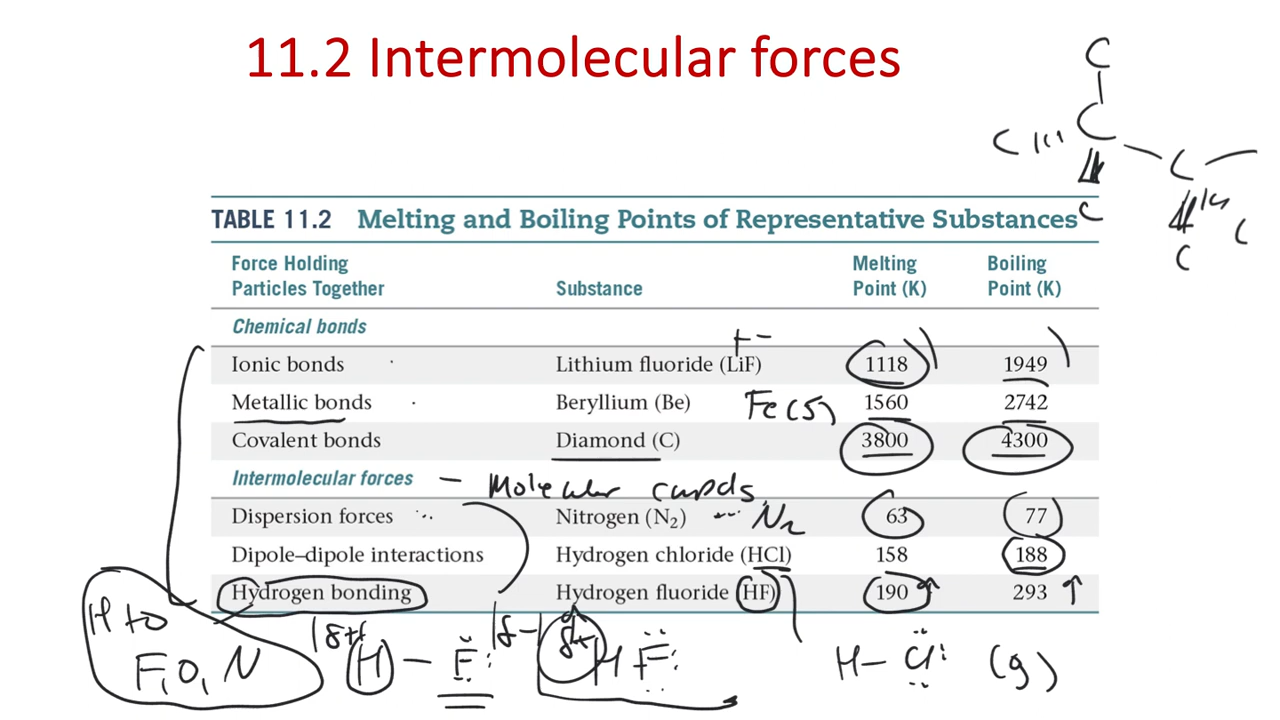 11.2 Intermolecular forces
C
C
C
C
C
C
C
TABLE 11.2 Melting and Boiling Points of Representative Substances
Force Holding Particles Together Substance Melting Point (K) Boiling Point (K)
Chemical bonds
+ -
Ionic bonds Lithium fluoride (LiF) 1118 1949
Metallic bonds Beryllium (Be) Fe(s) 1560 2742
Covalent bonds Diamond (C) 3800 4300
Intermolecular forces - Molecular
Dispersion forces Nitrogen (N₂) N₂ 63 77
Dipole–dipole interactions Hydrogen chloride (HCl) 158 188
Hydrogen bonding Hydrogen fluoride (HF) 190 293
H to
F, O, N
δ+ δ- δ+
H - F H F H - Cl (g)